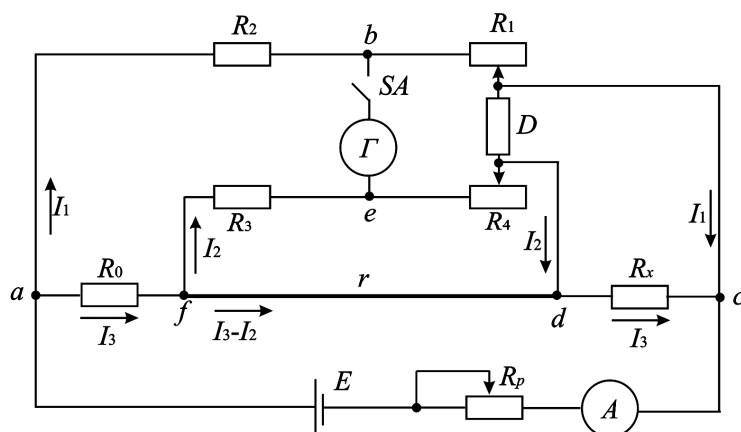 R2 b R1
SA
D
Г
R3 e R4
I1 I2 I2 I1
a R0 f r d Rx c
I3 I3-I2 I3
E Rp A